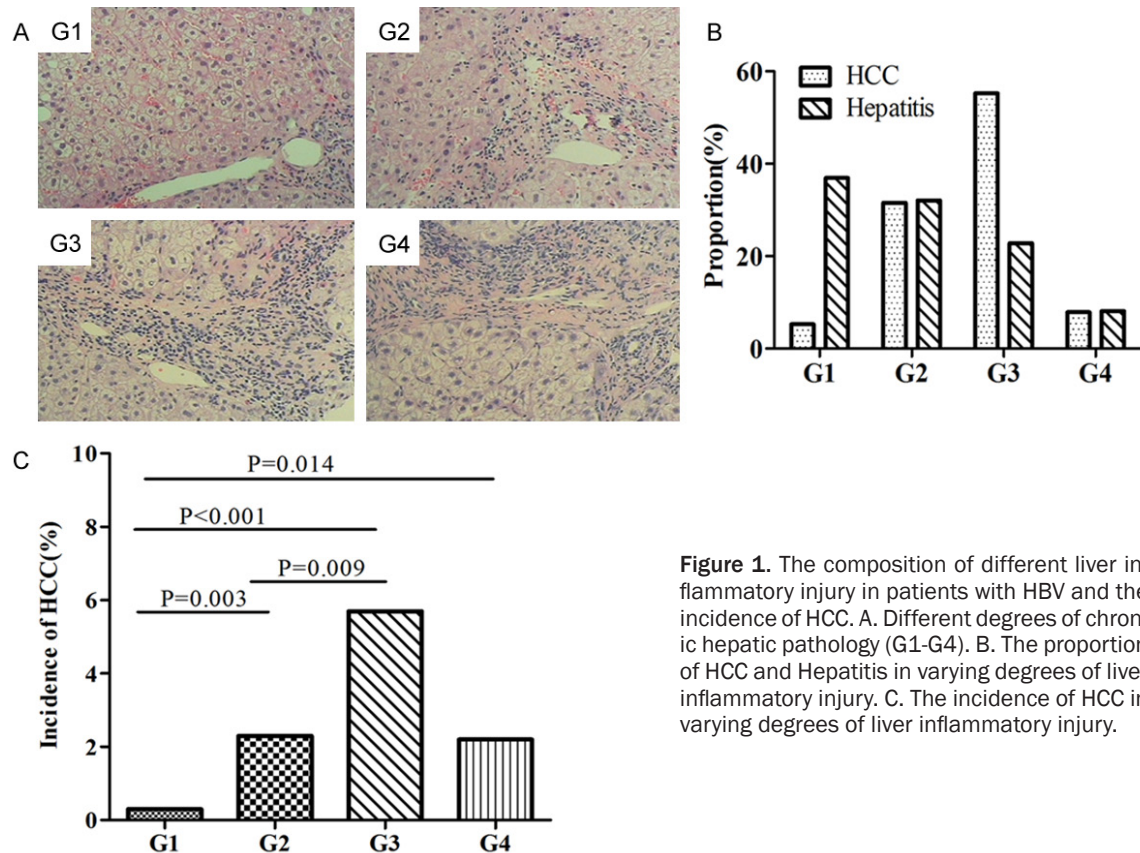 A
G1
G2
G3
G4
B
HCC
Hepatitis
Proportion(%)
60
40
20
0
G1 G2 G3 G4
C
Incidence of HCC(%)
10
8
6
4
2
0
P=0.014
P<0.001
P=0.009
P=0.003
G1 G2 G3 G4
Figure 1. The composition of different liver in-
flammatory injury in patients with HBV and the
incidence of HCC. A. Different degrees of chron-
ic hepatic pathology (G1-G4). B. The proportion
of HCC and Hepatitis in varying degrees of liver
inflammatory injury. C. The incidence of HCC in
varying degrees of liver inflammatory injury.